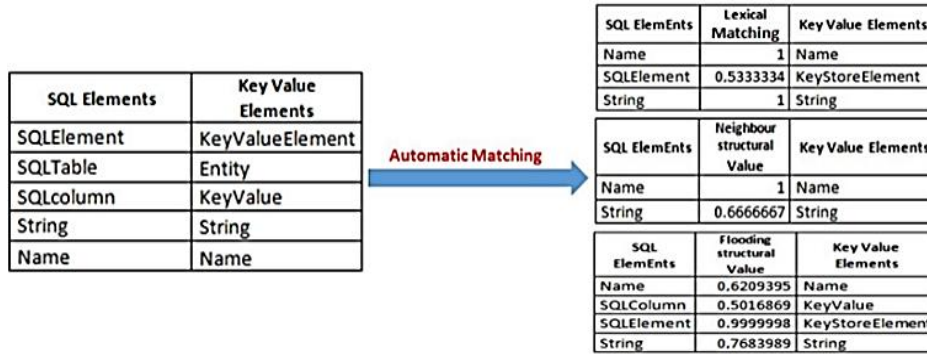 SQL Elements Key Value
Elements
SQLElement KeyValueElement
SQLTable Entity
SQLcolumn KeyValue
String String
Name Name
Automatic Matching
SQL ElemEnts Lexical
Matching Key Value Elements
Name 1 Name
SQLElement 0.5333334 KeyStoreElement
String 1 String
SQL ElemEnts Neighbour
structural
Value Key Value Elements
Name 1 Name
String 0.6666667 String
SQL
ElemEnts Flooding
structural
Value Key Value
Elements
Name 0.6209395 Name
SQLColumn 0.5016869 KeyValue
SQLElement 0.9999998 KeyStoreElement
String 0.7683989 String